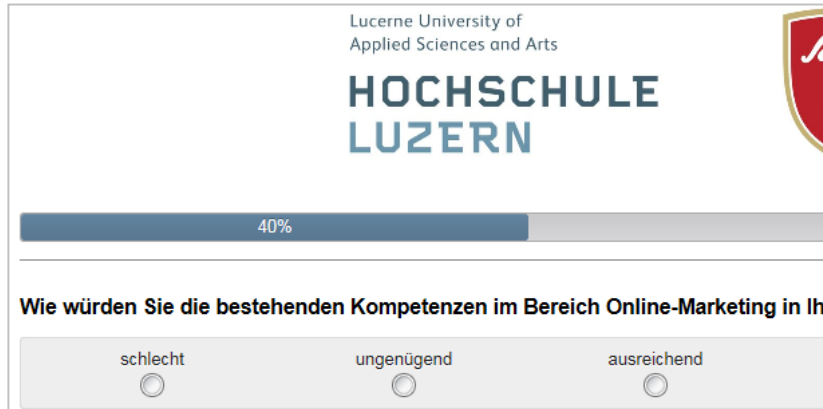 Lucerne University of
Applied Sciences and Arts
HOCHSCHULE
LUZERN
40%
Wie würden Sie die bestehenden Kompetenzen im Bereich Online-Marketing in
schlecht ungenügend ausreichend